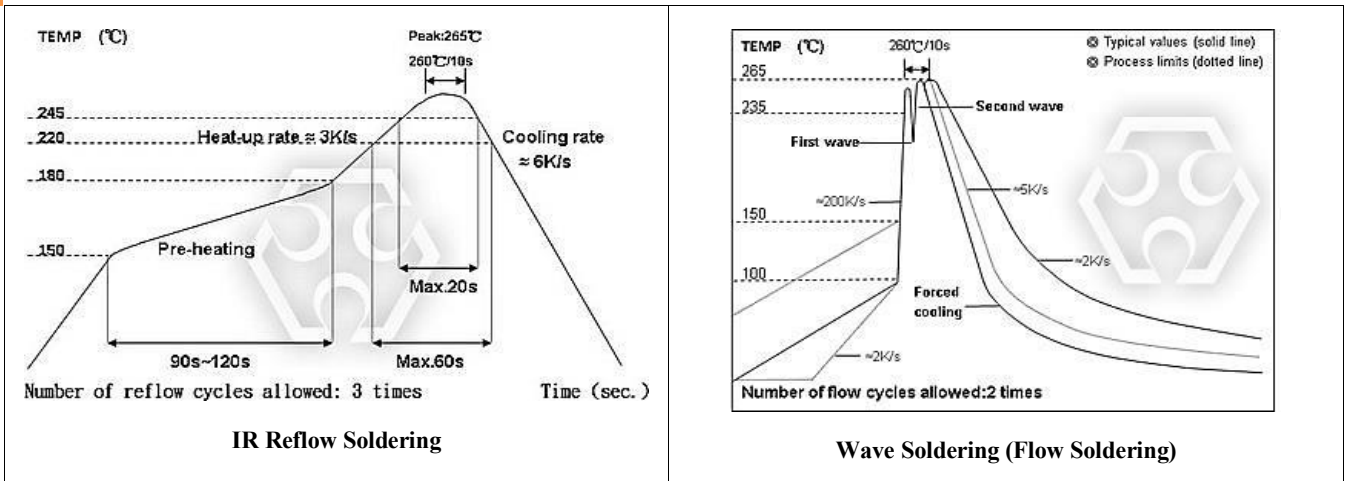 TEMP (℃)
Peak:265℃
260℃/10s
245
220
180
150
Heat-up rate ≈ 3K/s
Cooling rate
≈ 6K/s
Pre-heating
Max.20s
90s~120s
Max.60s
Number of reflow cycles allowed: 3 times
Time (sec.)
IR Reflow Soldering
TEMP (℃)
260℃/10s
Typical values (solid line)
Process limits (dotted line)
265
235
Second wave
First wave
≈200K/s
≈5K/s
150
≈2K/s
100
Forced
cooling
≈2K/s
Number of flow cycles allowed:2 times
Wave Soldering (Flow Soldering)